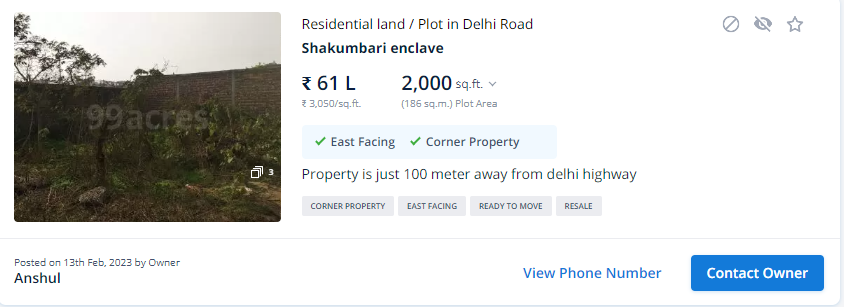 Residential land / Plot in Delhi Road
Shakumbari enclave
₹ 61 L 2,000 sq.ft.
₹ 3,050/sq.ft. (186 sq.m.) Plot Area
99acres
East Facing Corner Property
3
Property is just 100 meter away from delhi highway
CORNER PROPERTY EAST FACING READY TO MOVE RESALE
Posted on 13th Feb, 2023 by Owner
Anshul
View Phone Number Contact Owner